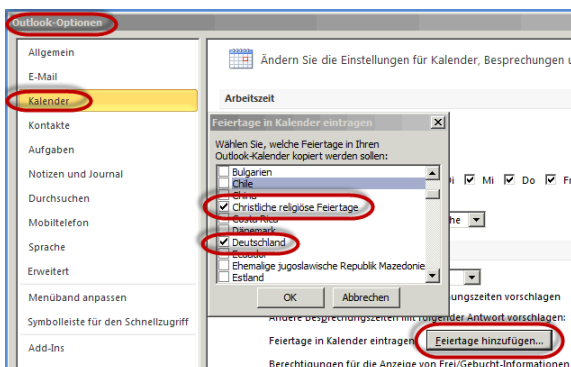 Outlook-Optionen
Allgemein
E-Mail
Kalender
Kontakte
Aufgaben
Notizen und Journal
Durchsuchen
Mobiltelefon
Sprache
Erweitert
Menüband anpassen
Symbolleiste für den Schnellzugriff
Add-Ins
Ändern Sie die Einstellungen für Kalender, Besprechungen
Arbeitszeit
Feiertage in Kalender eintragen
Wählen Sie, welche Feiertage in Ihren
Outlook-Kalender kopiert werden sollen:
Bulgarien
Chile
China
Christliche religiöse Feiertage
Costa Rica
Dänemark
Deutschland
Ecuador
Ehemalige jugoslawische Republik Mazedonie
Estland
OK Abbrechen
Mi Do Fr
he
ungszeiten vorschlagen
Andere Besprechungszeiten mit folgender Antwort vorschlagen:
Feiertage in Kalender eintragen Feiertage hinzufügen...
Berechtigungen für die Anzeige von Frei/Gebucht-Informationen